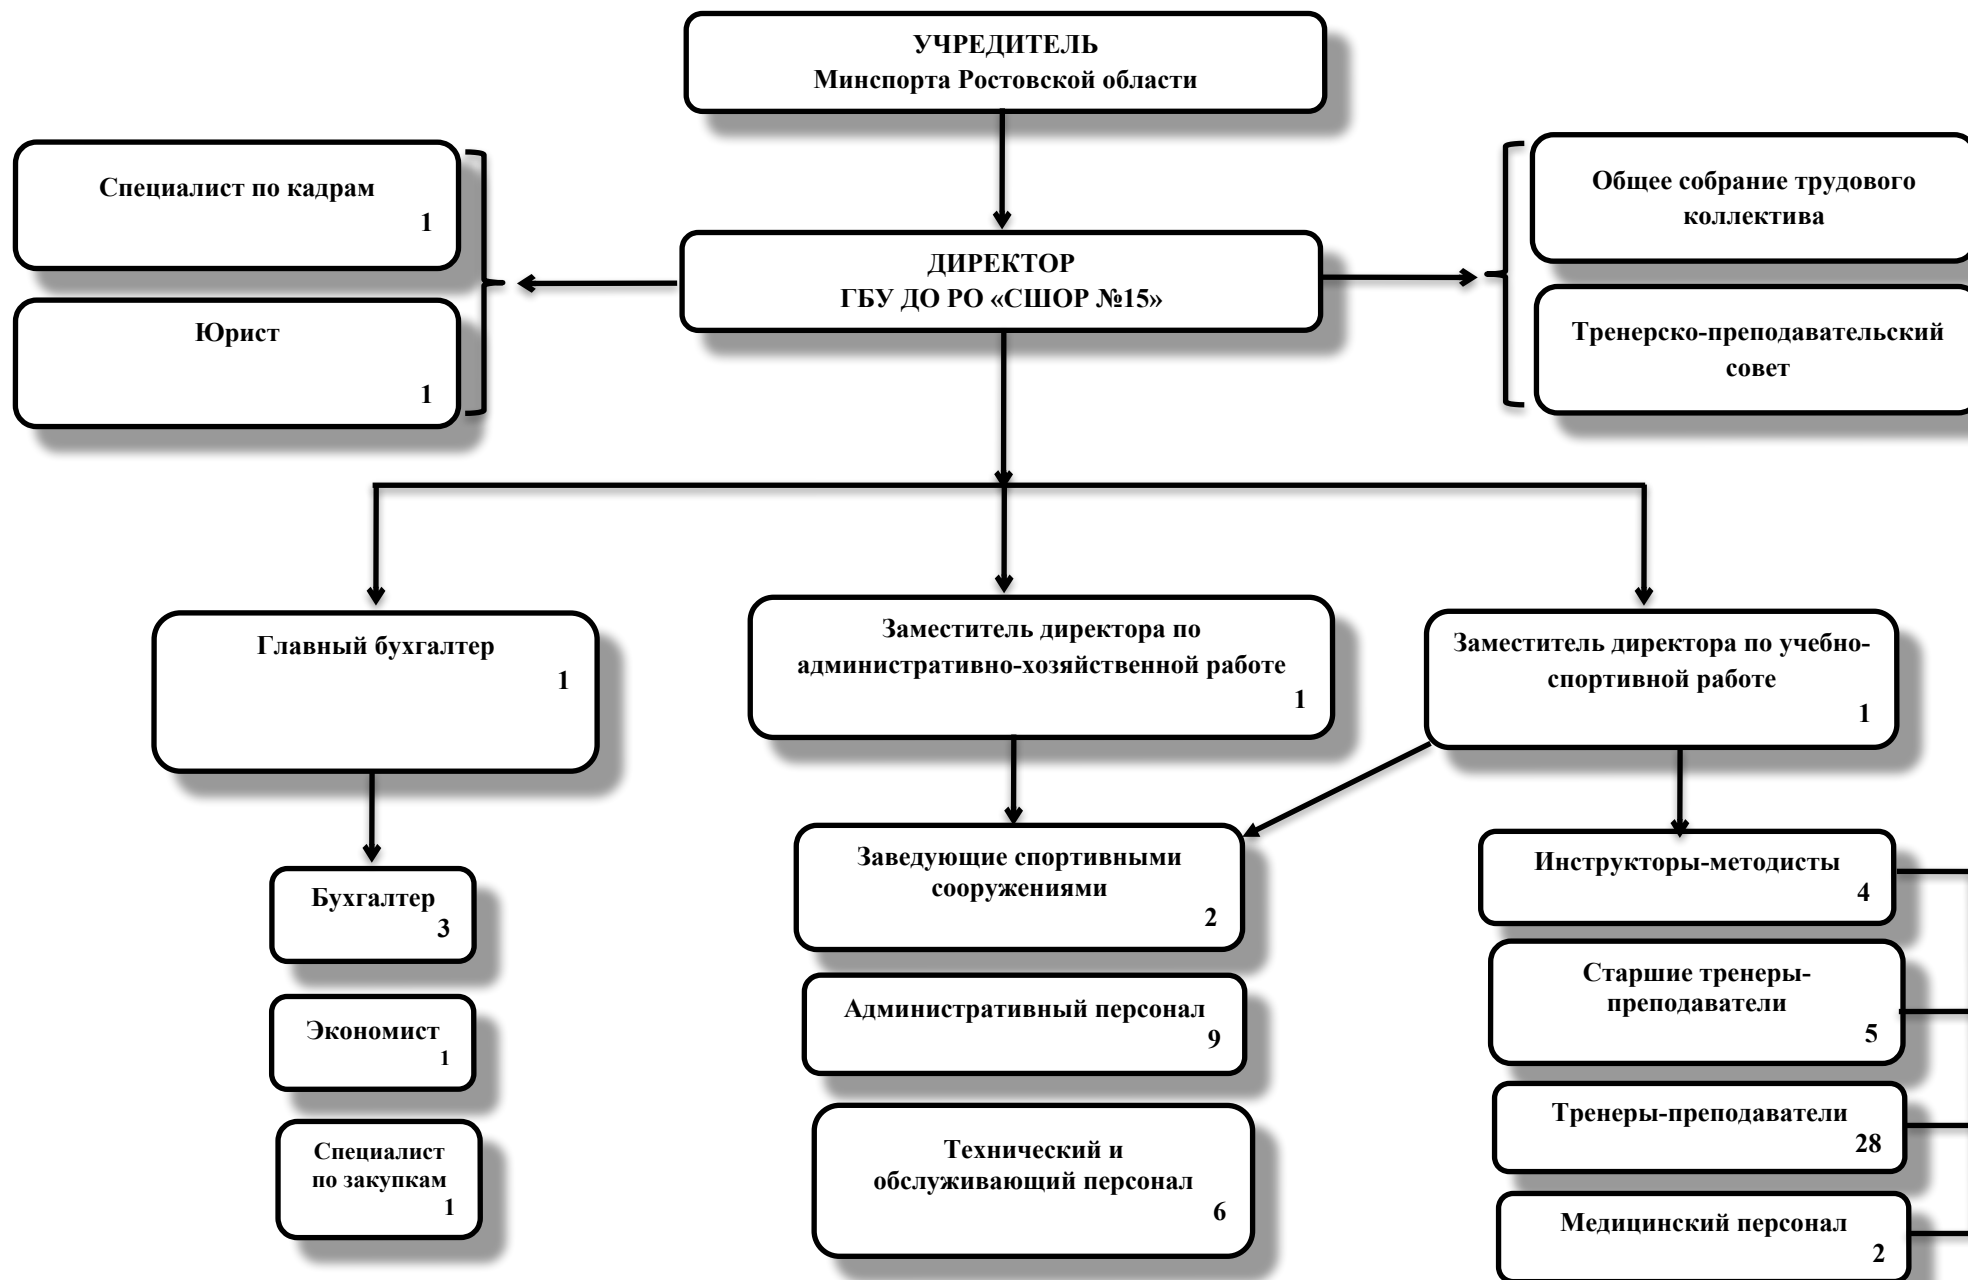 УЧРЕДИТЕЛЬ
Минспорта Ростовской области
Специалист по кадрам
1
Юрист
1
ДИРЕКТОР
ГБУ ДО РО «СШОР №15»
Общее собрание трудового
коллектива
Тренерско-преподавательский
совет
Главный бухгалтер
1
Заместитель директора по
административно-хозяйственной работе
1
Заместитель директора по учебно-
спортивной работе
1
Бухгалтер
3
Экономист
1
Специалист
по закупкам
1
Заведующие спортивными
сооружениями
2
Административный персонал
9
Технический и
обслуживающий персонал
6
Инструкторы-методисты
4
Старшие тренеры-
преподаватели
5
Тренеры-преподаватели
28
Медицинский персонал
2